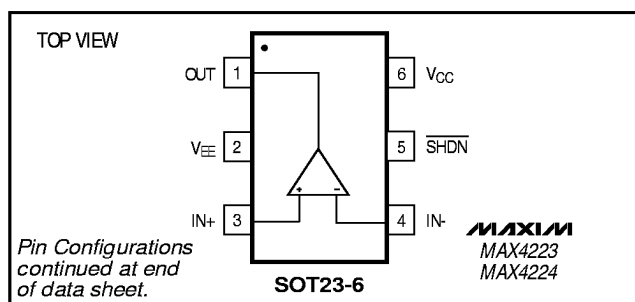 TOP VIEW
OUT 1
6 VCC
VEE 2
5 SHDN
+ -
IN+ 3
4 IN-
MAXIM
MAX4223
MAX4224
Pin Configurations
continued at end
of data sheet.
SOT23-6